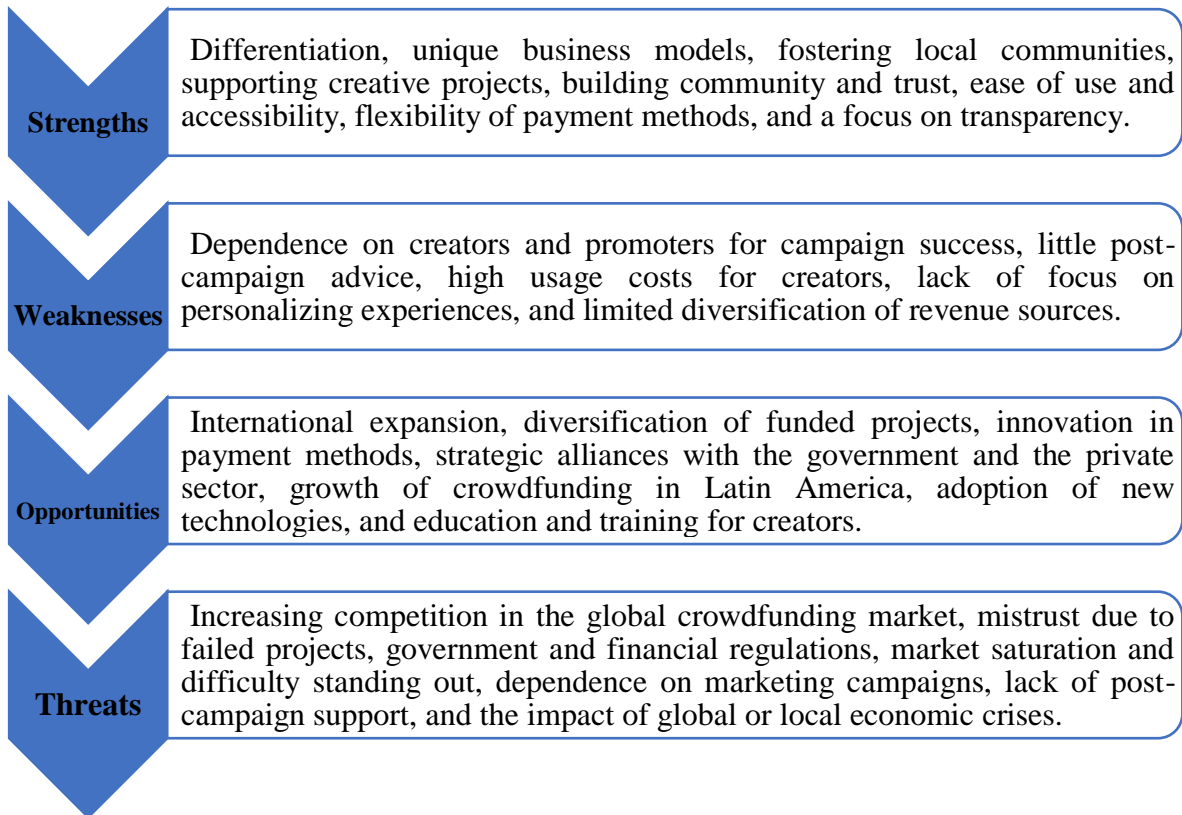 Strengths
Differentiation, unique business models, fostering local communities,
supporting creative projects, building community and trust, ease of use and
accessibility, flexibility of payment methods, and a focus on transparency.
Weaknesses
Dependence on creators and promoters for campaign success, little post-
campaign advice, high usage costs for creators, lack of focus on
personalizing experiences, and limited diversification of revenue sources.
Opportunities
International expansion, diversification of funded projects, innovation in
payment methods, strategic alliances with the government and the private
sector, growth of crowdfunding in Latin America, adoption of new
technologies, and education and training for creators.
Threats
Increasing competition in the global crowdfunding market, mistrust due to
failed projects, government and financial regulations, market saturation and
difficulty standing out, dependence on marketing campaigns, lack of post-
campaign support, and the impact of global or local economic crises.